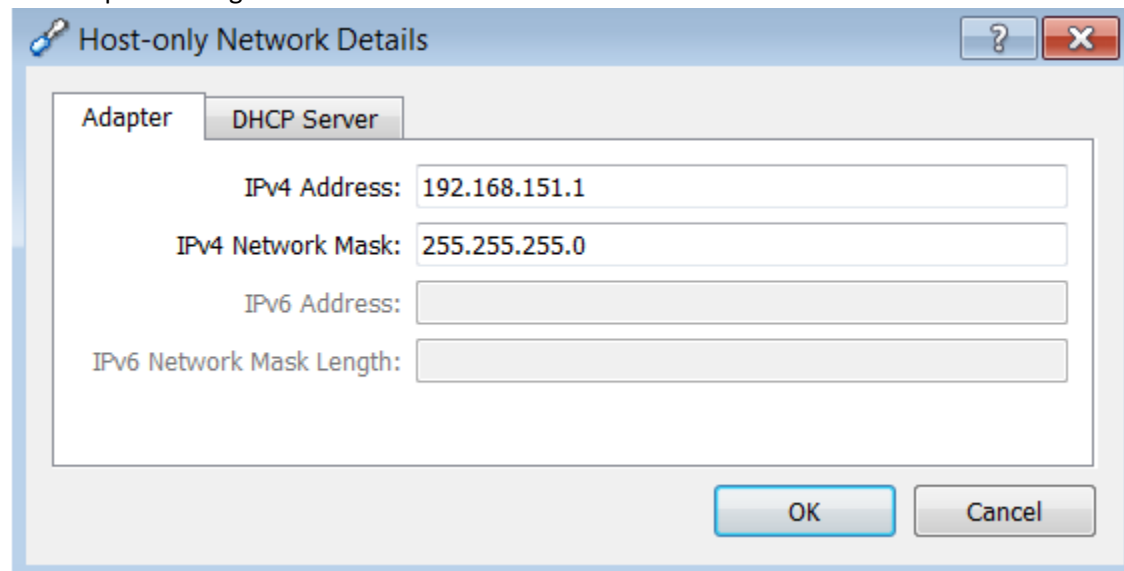 Host-only Network Details
Adapter DHCP Server
IPv4 Address: 192.168.151.1
IPv4 Network Mask: 255.255.255.0
IPv6 Address:
IPv6 Network Mask Length:
OK Cancel